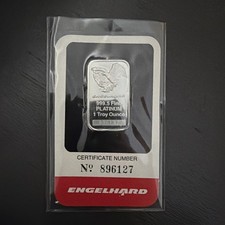 999.5 Fine
PLATINUM
1 Troy Ounce
CERTIFICATE NUMBER
Nº 896127
ENGELHARD